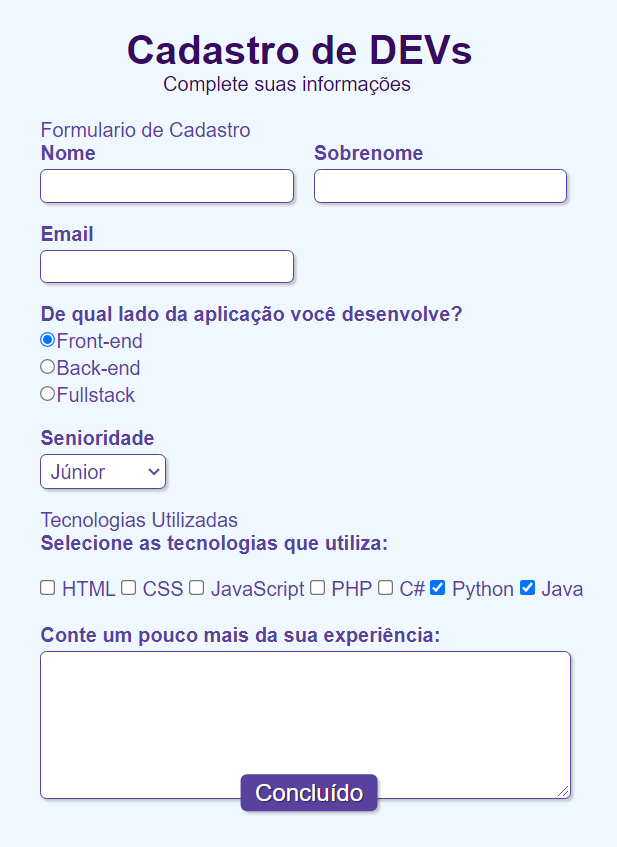 Cadastro de DEVs
Complete suas informações
Formulario de Cadastro
Nome Sobrenome
Email
De qual lado da aplicação você desenvolve?
Front-end
Back-end
Fullstack
Senioridade
Júnior
Tecnologias Utilizadas
Selecione as tecnologias que utiliza:
HTML CSS JavaScript PHP C# Python Java
Conte um pouco mais da sua experiência:
Concluído